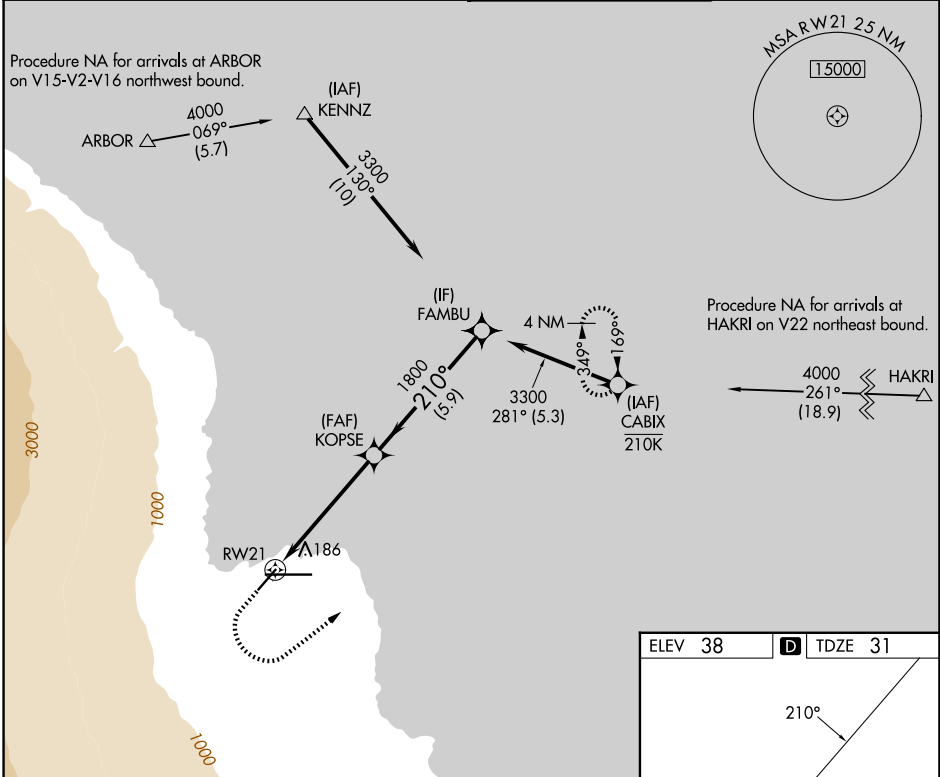 Procedure NA for arrivals at ARBOR
on V15-V2-V16 northwest bound.
ARBOR
4000
069°
(5.7)
(IAF)
KENNZ
3300
130°
(10)
MSA RW21 25 NM
15000
(IF)
FAMBU
4 NM
349°
169°
3300
281° (5.3)
(IAF)
CABIX
210K
Procedure NA for arrivals at
HAKRI on V22 northeast bound.
4000
261°
(18.9)
HAKRI
1800
210°
(5.9)
(FAF)
KOPSE
RW21
186
3000
1000
1000
ELEV 38
D
TDZE 31
210°